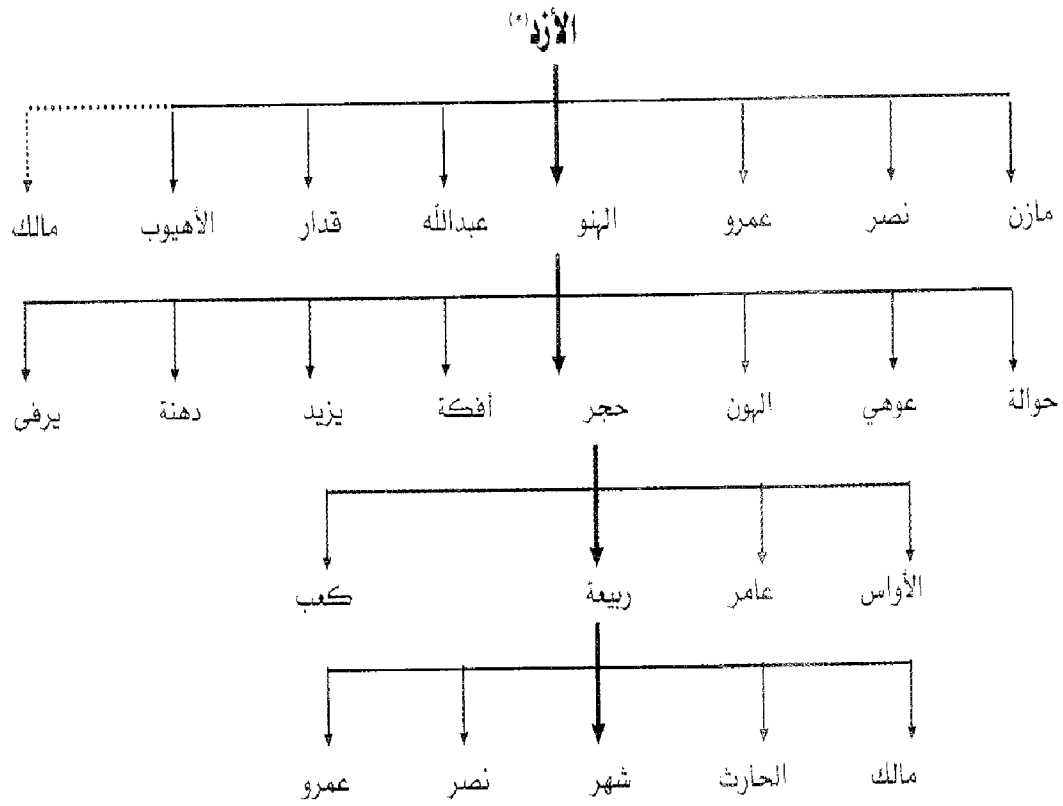 الأزد (*)
مازن نصر عمرو الهنو عبدالله قدار الأهيوب مالك
حوالة عوهي الهون حجر أفكة يزيد دهنة يرفى
الأواس عامر ربيعة كعب
مالك الحارث شهر نصر عمرو